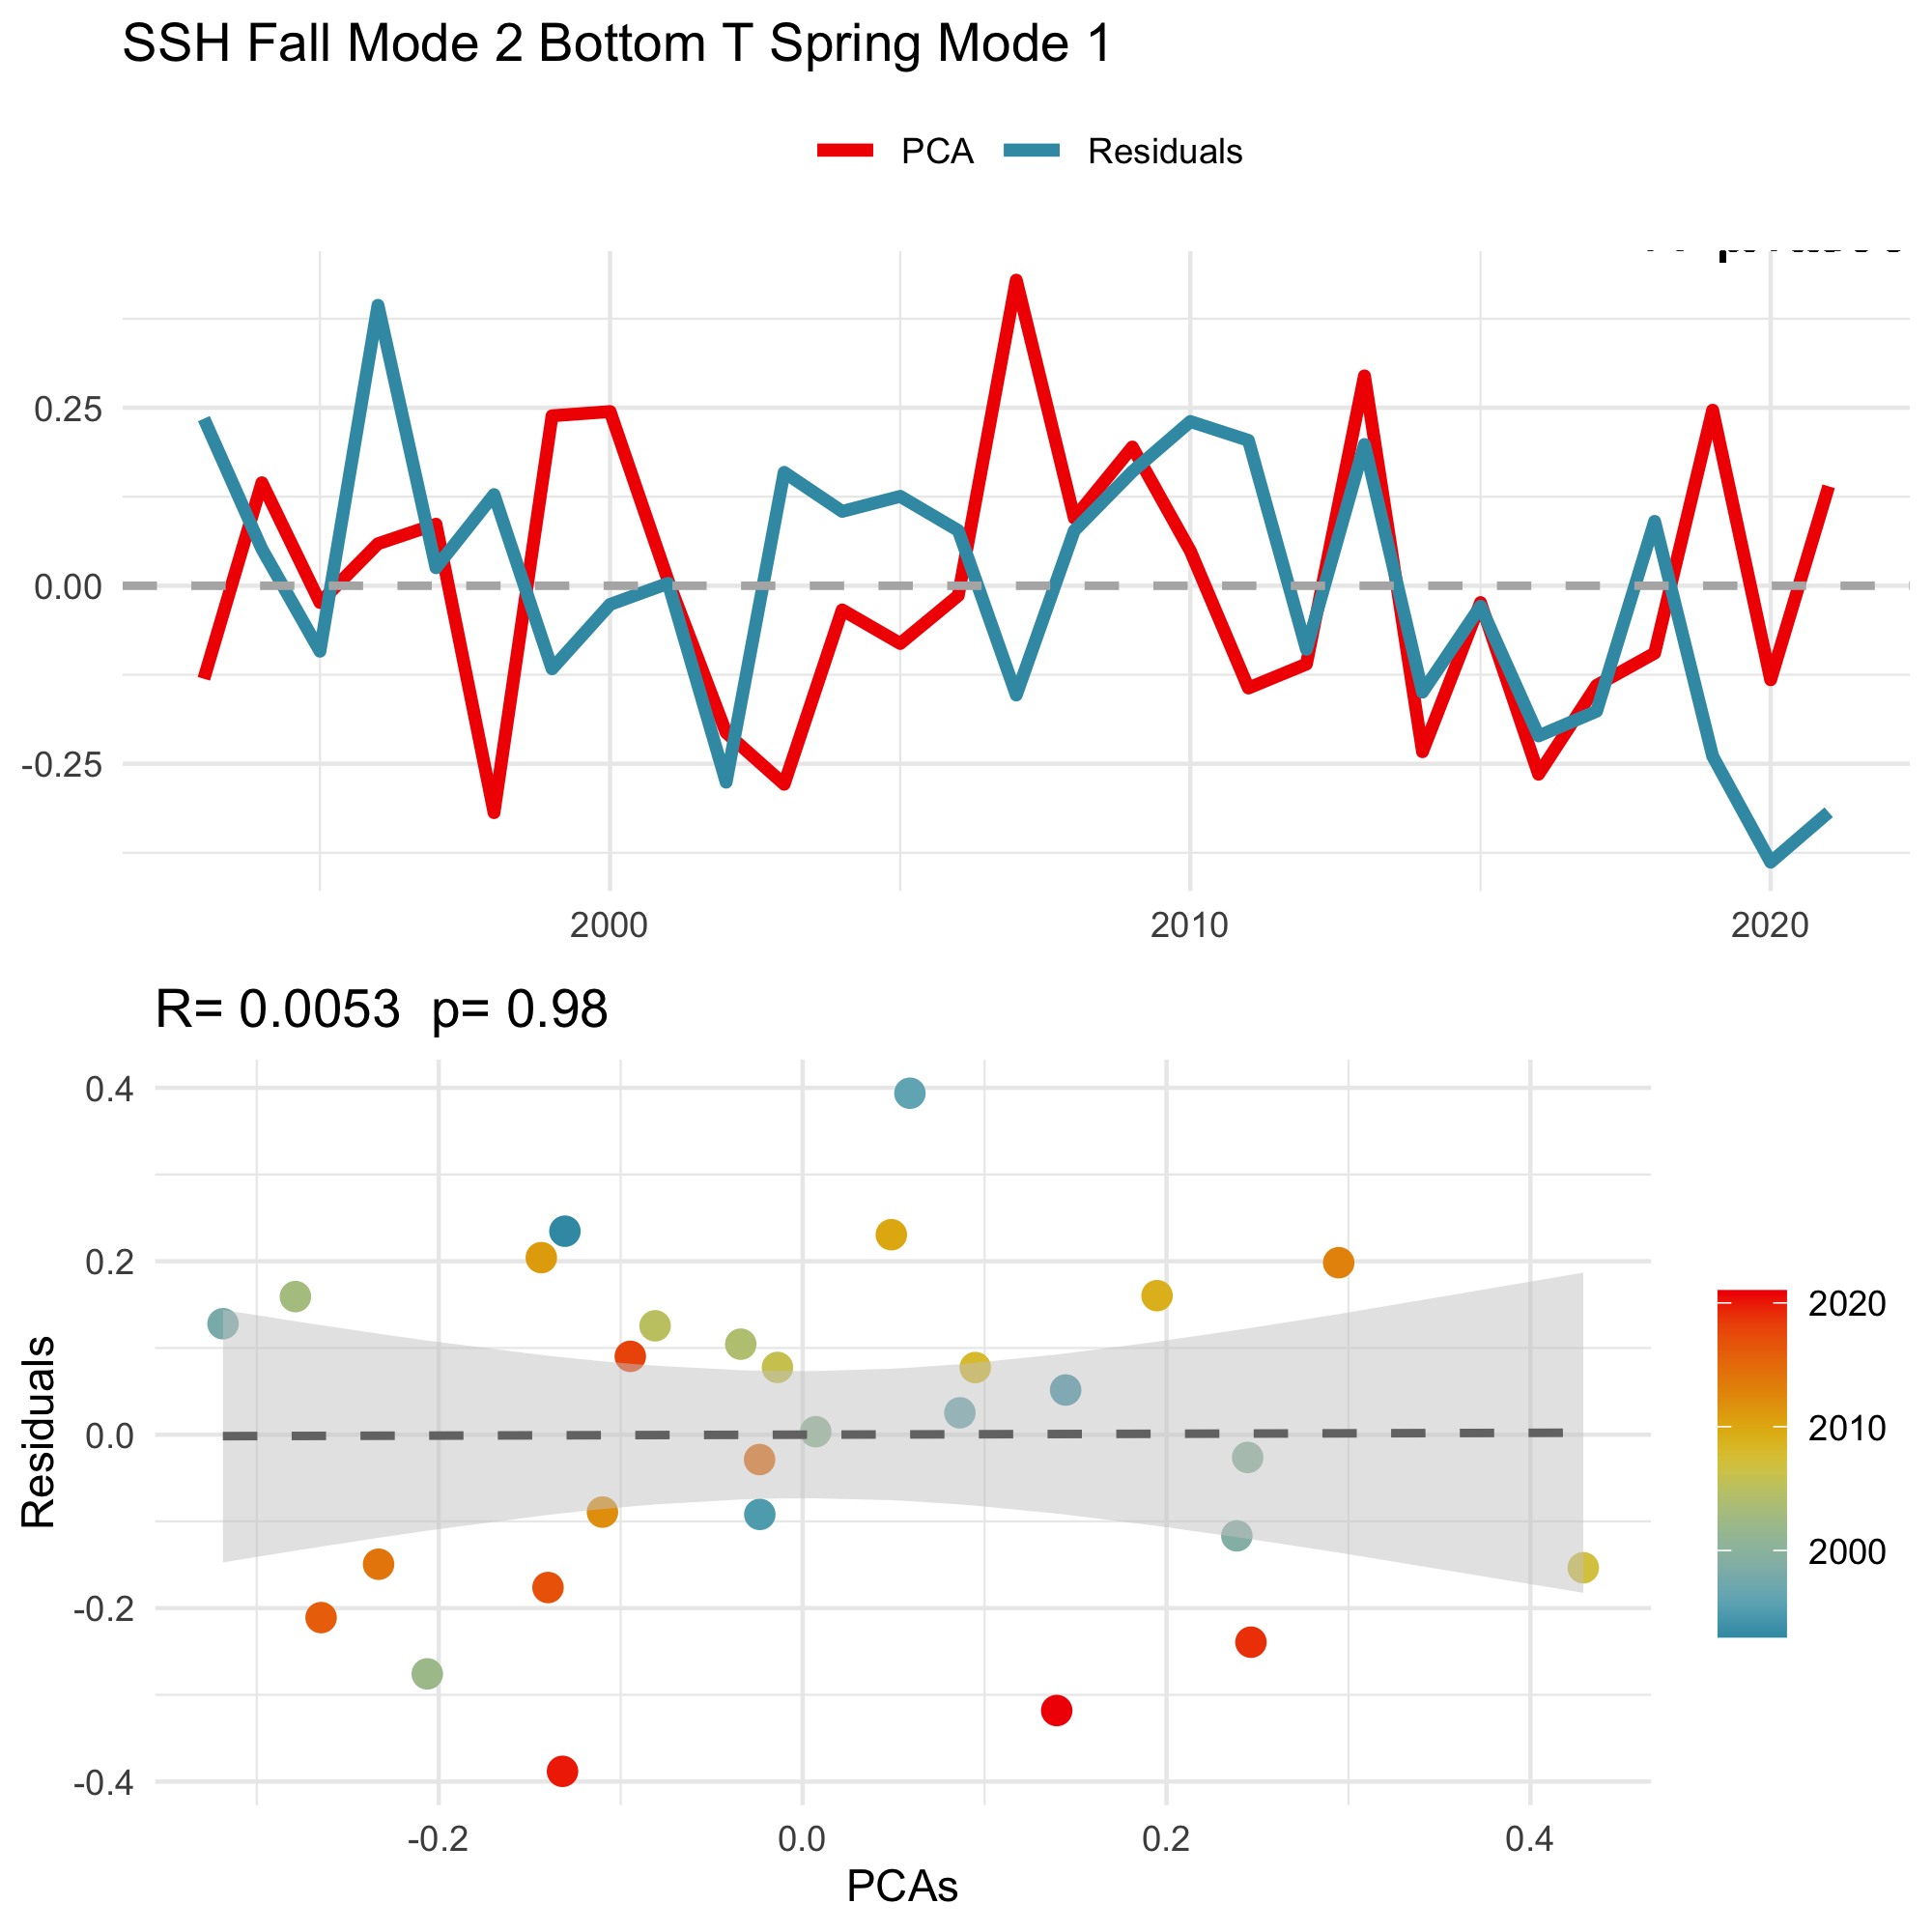 SSH Fall Mode 2 Bottom T Spring Mode 1
PCA Residuals
0.25
0.00
-0.25
2000 2010 2020
R= 0.0053 p= 0.98
Residuals
0.4
0.2
0.0
-0.2
-0.4
-0.2 0.0 0.2 0.4
PCAs
2020
2010
2000